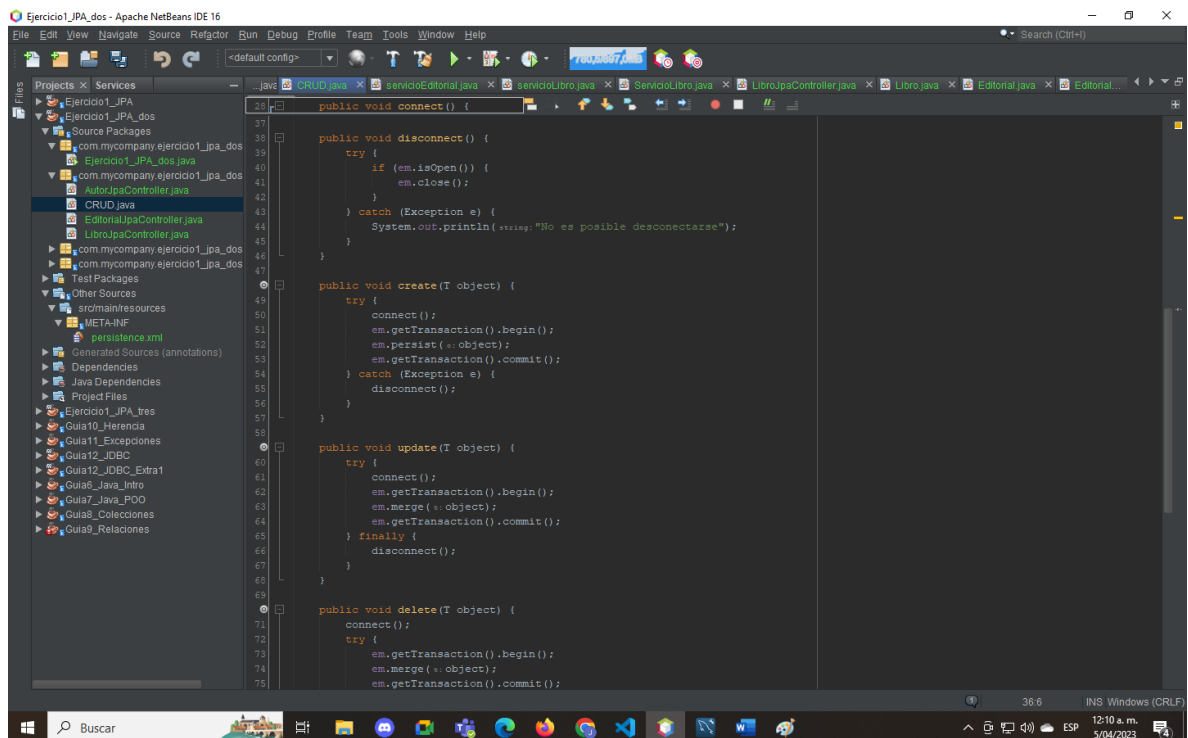 Ejercicio1_JPA_dos - Apache NetBeans IDE 16
File Edit View Navigate Source Refactor Run Debug Profile Team Tools Window Help
Search (Ctrl+I)
<default config>
Projects Services
...java CRUD.java servicioEditorial.java servicioLibro.java ServicioLibro.java LibroJpaController.java Libro.java Editorial.java Editorial...
Files
Ejercicio1_JPA
Ejercicio1_JPA_dos
Source Packages
com.mycompany.ejercicio1_jpa_dos
Ejercicio1_JPA_dos.java
com.mycompany.ejercicio1_jpa_dos
AutorJpaController.java
CRUD.java
EditorialJpaController.java
LibroJpaController.java
com.mycompany.ejercicio1_jpa_dos
com.mycompany.ejercicio1_jpa_dos
Test Packages
Other Sources
src/main/resources
META-INF
persistence.xml
Generated Sources (annotations)
Dependencies
Java Dependencies
Project Files
Ejercicio1_JPA_tres
Guia10_Herencia
Guia11_Excepciones
Guia12_JDBC
Guia12_JDBC_Extra1
Guia6_Java_Intro
Guia7_Java_POO
Guia8_Colecciones
Guia9_Relaciones
28 public void connect() {
37
38 public void disconnect() {
39 try {
40 if (em.isOpen()) {
41 em.close();
42 }
43 } catch (Exception e) {
44 System.out.println(string:"No es posible desconectarse");
45 }
46 }
47
public void create(T object) {
49 try {
50 connect();
51 em.getTransaction().begin();
52 em.persist(o:object);
53 em.getTransaction().commit();
54 } catch (Exception e) {
55 disconnect();
56 }
57 }
58
public void update(T object) {
60 try {
61 connect();
62 em.getTransaction().begin();
63 em.merge( object);
64 em.getTransaction().commit();
65 } finally {
66 disconnect();
67 }
68 }
69
public void delete(T object) {
71 connect();
72 try {
73 em.getTransaction().begin();
74 em.merge( object);
75 em.getTransaction().commit();
36:6 INS Windows (CRLF)
Buscar
ESP
12:10 a. m.
5/04/2023